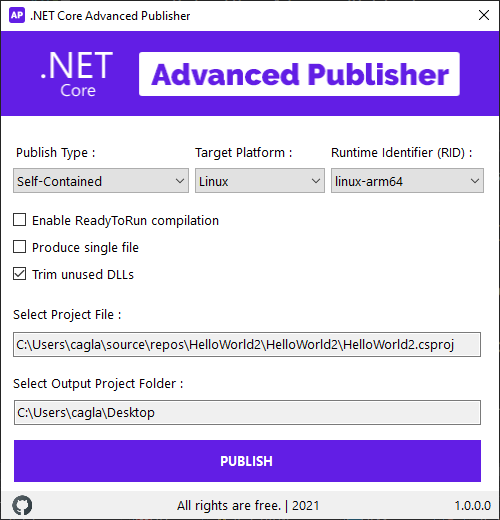 AP .NET Core Advanced Publisher
.NET
Core
Advanced Publisher
Publish Type : Target Platform : Runtime Identifier (RID) :
Self-Contained Linux linux-arm64
Enable ReadyToRun compilation
Produce single file
Trim unused DLLs
Select Project File :
C:\Users\cagla\source\repos\HelloWorld2\HelloWorld2\HelloWorld2.csproj
Select Output Project Folder :
C:\Users\cagla\Desktop
PUBLISH
All rights are free. | 2021 1.0.0.0